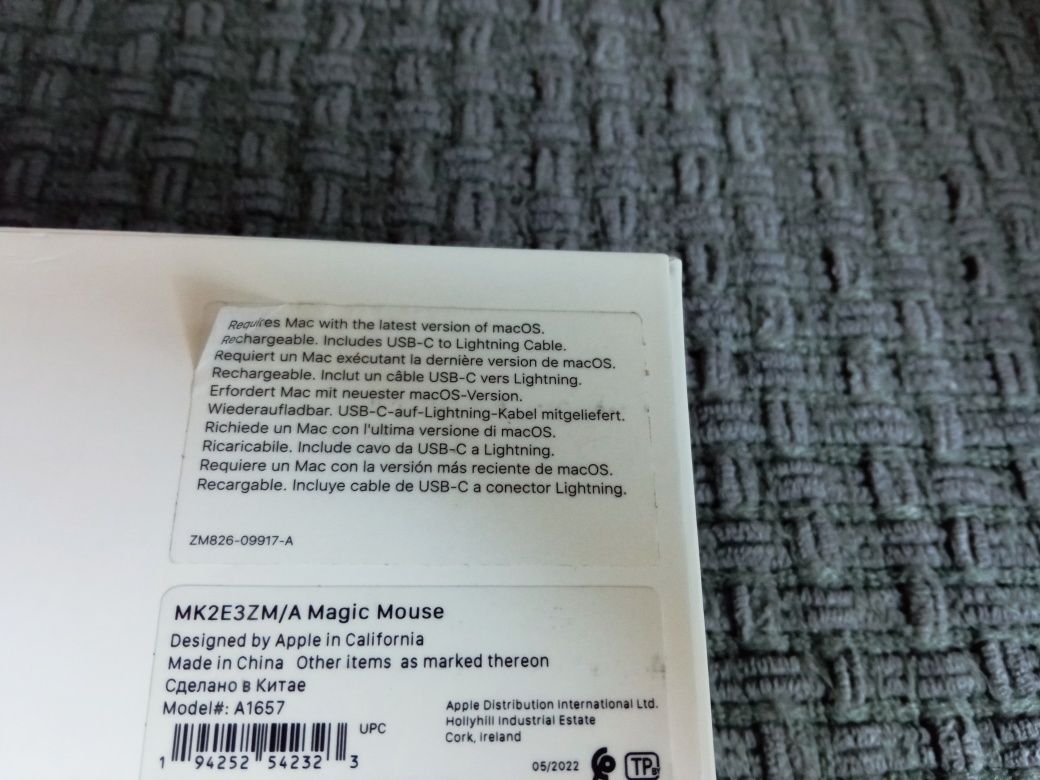 Requires Mac with the latest version of macOS.
Rechargeable. Includes USB-C to Lightning Cable.
Requiert un Mac exécutant la dernière version de macOS.
Rechargeable. Inclut un câble USB-C vers Lightning.
Erfordert Mac mit neuester macOS-Version.
Wiederaufladbar. USB-C-auf-Lightning-Kabel mitgeliefert.
Richiede un Mac con l'ultima versione di macOS.
Ricaricabile. Include cavo da USB-C a Lightning.
Requiere un Mac con la versión más reciente de macOS.
Recargable. Incluye cable de USB-C a conector Lightning.
ZM826-09917-A
MK2E3ZM/A Magic Mouse
Designed by Apple in California
Made in China Other items as marked thereon
Сделано в Китае
Model#: A1657
UPC
1 94252 54232 3
Apple Distribution International Ltd.
Hollyhill Industrial Estate
Cork, Ireland
05/2022
TP